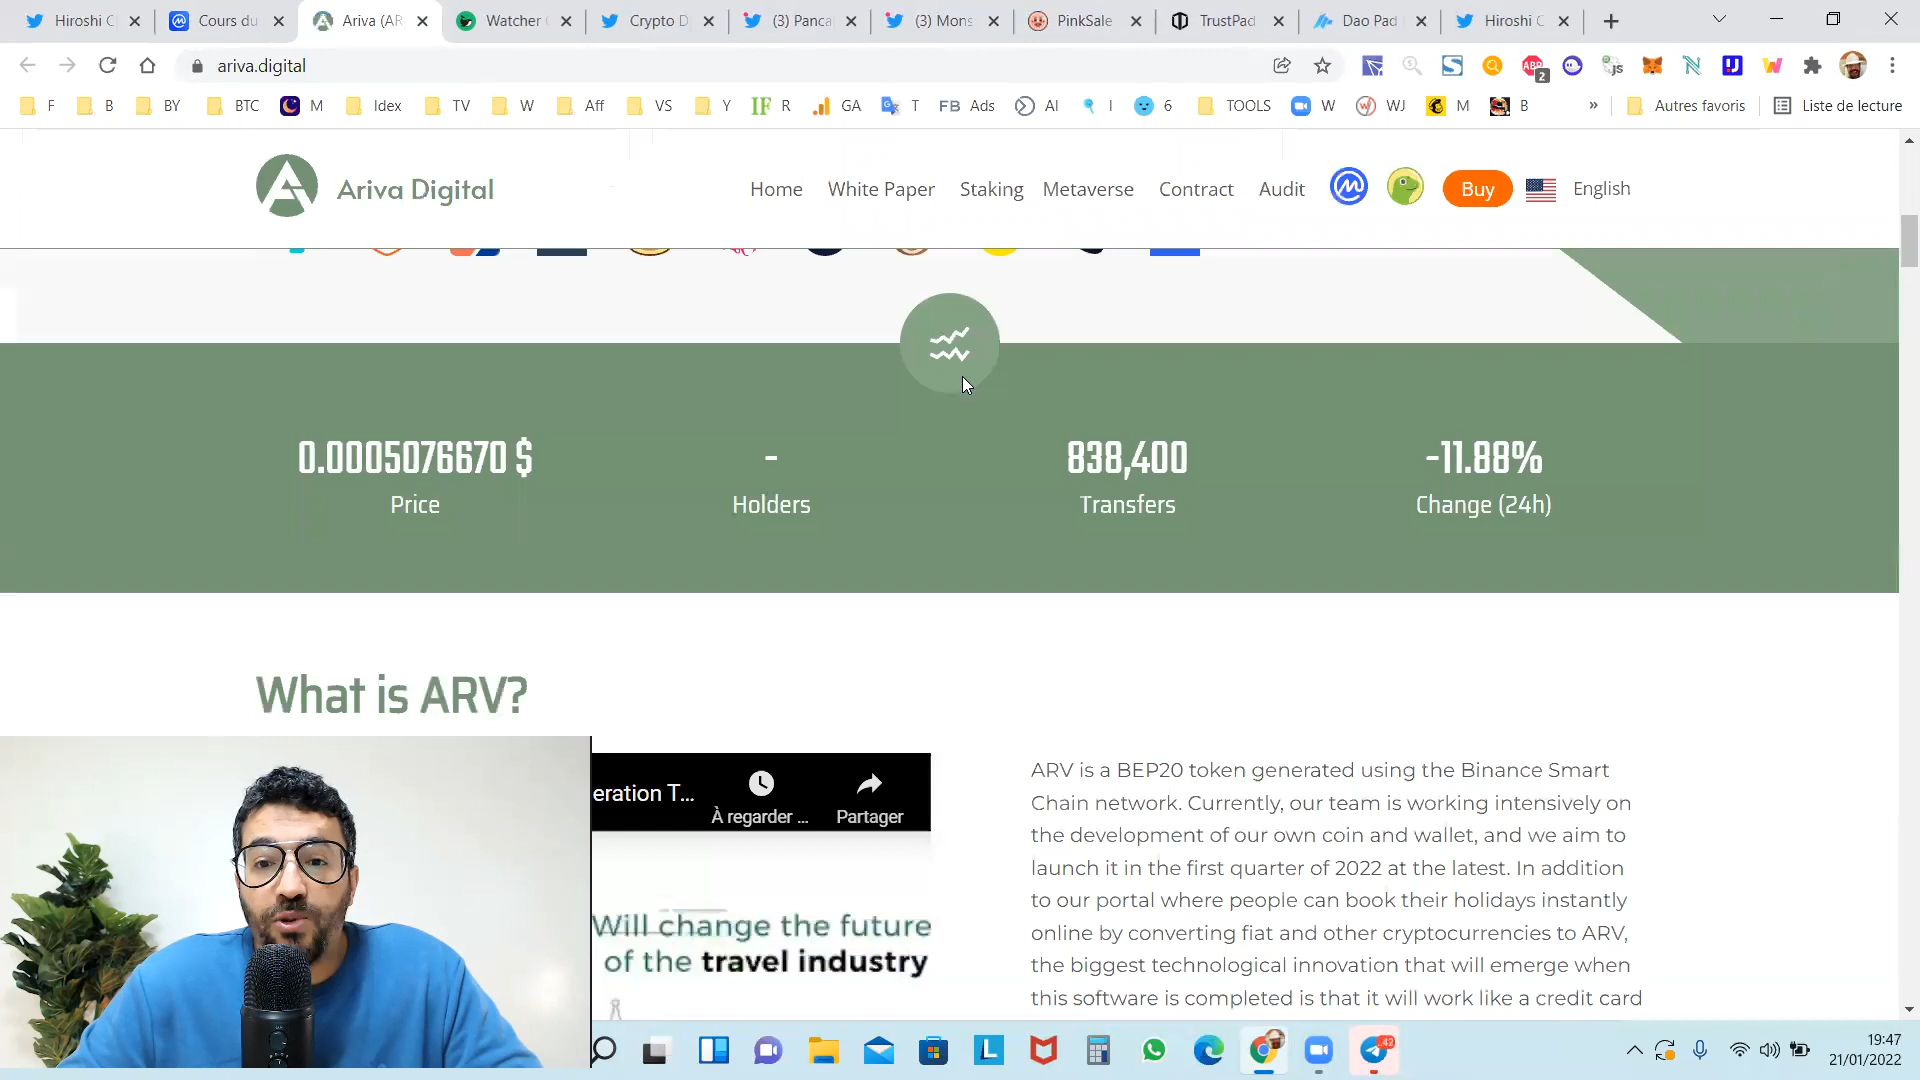 Hiroshi C
Cours du
Ariva (AR
Watcher
Crypto D
(3) Panca
(3) Mons
PinkSale
TrustPad
Dao Pad
Hiroshi C
ariva.digital
ABP
2
JS
F
B
BY
BTC
M
Idex
TV
W
Aff
VS
Y
IF R
GA
T
FB Ads
AI
I
6
TOOLS
W
WJ
M
B
»
Autres favoris
Liste de lecture
Ariva Digital
Home
White Paper
Staking
Metaverse
Contract
Audit
Buy
English
0.0005076670 $
-
838,400
-11.88%
Price
Holders
Transfers
Change (24h)
What is ARV?
eration T...
À regarder ...
Partager
Will change the future
of the travel industry
ARV is a BEP20 token generated using the Binance Smart
Chain network. Currently, our team is working intensively on
the development of our own coin and wallet, and we aim to
launch it in the first quarter of 2022 at the latest. In addition
to our portal where people can book their holidays instantly
online by converting fiat and other cryptocurrencies to ARV,
the biggest technological innovation that will emerge when
this software is completed is that it will work like a credit card
L
42
19:47
21/01/2022